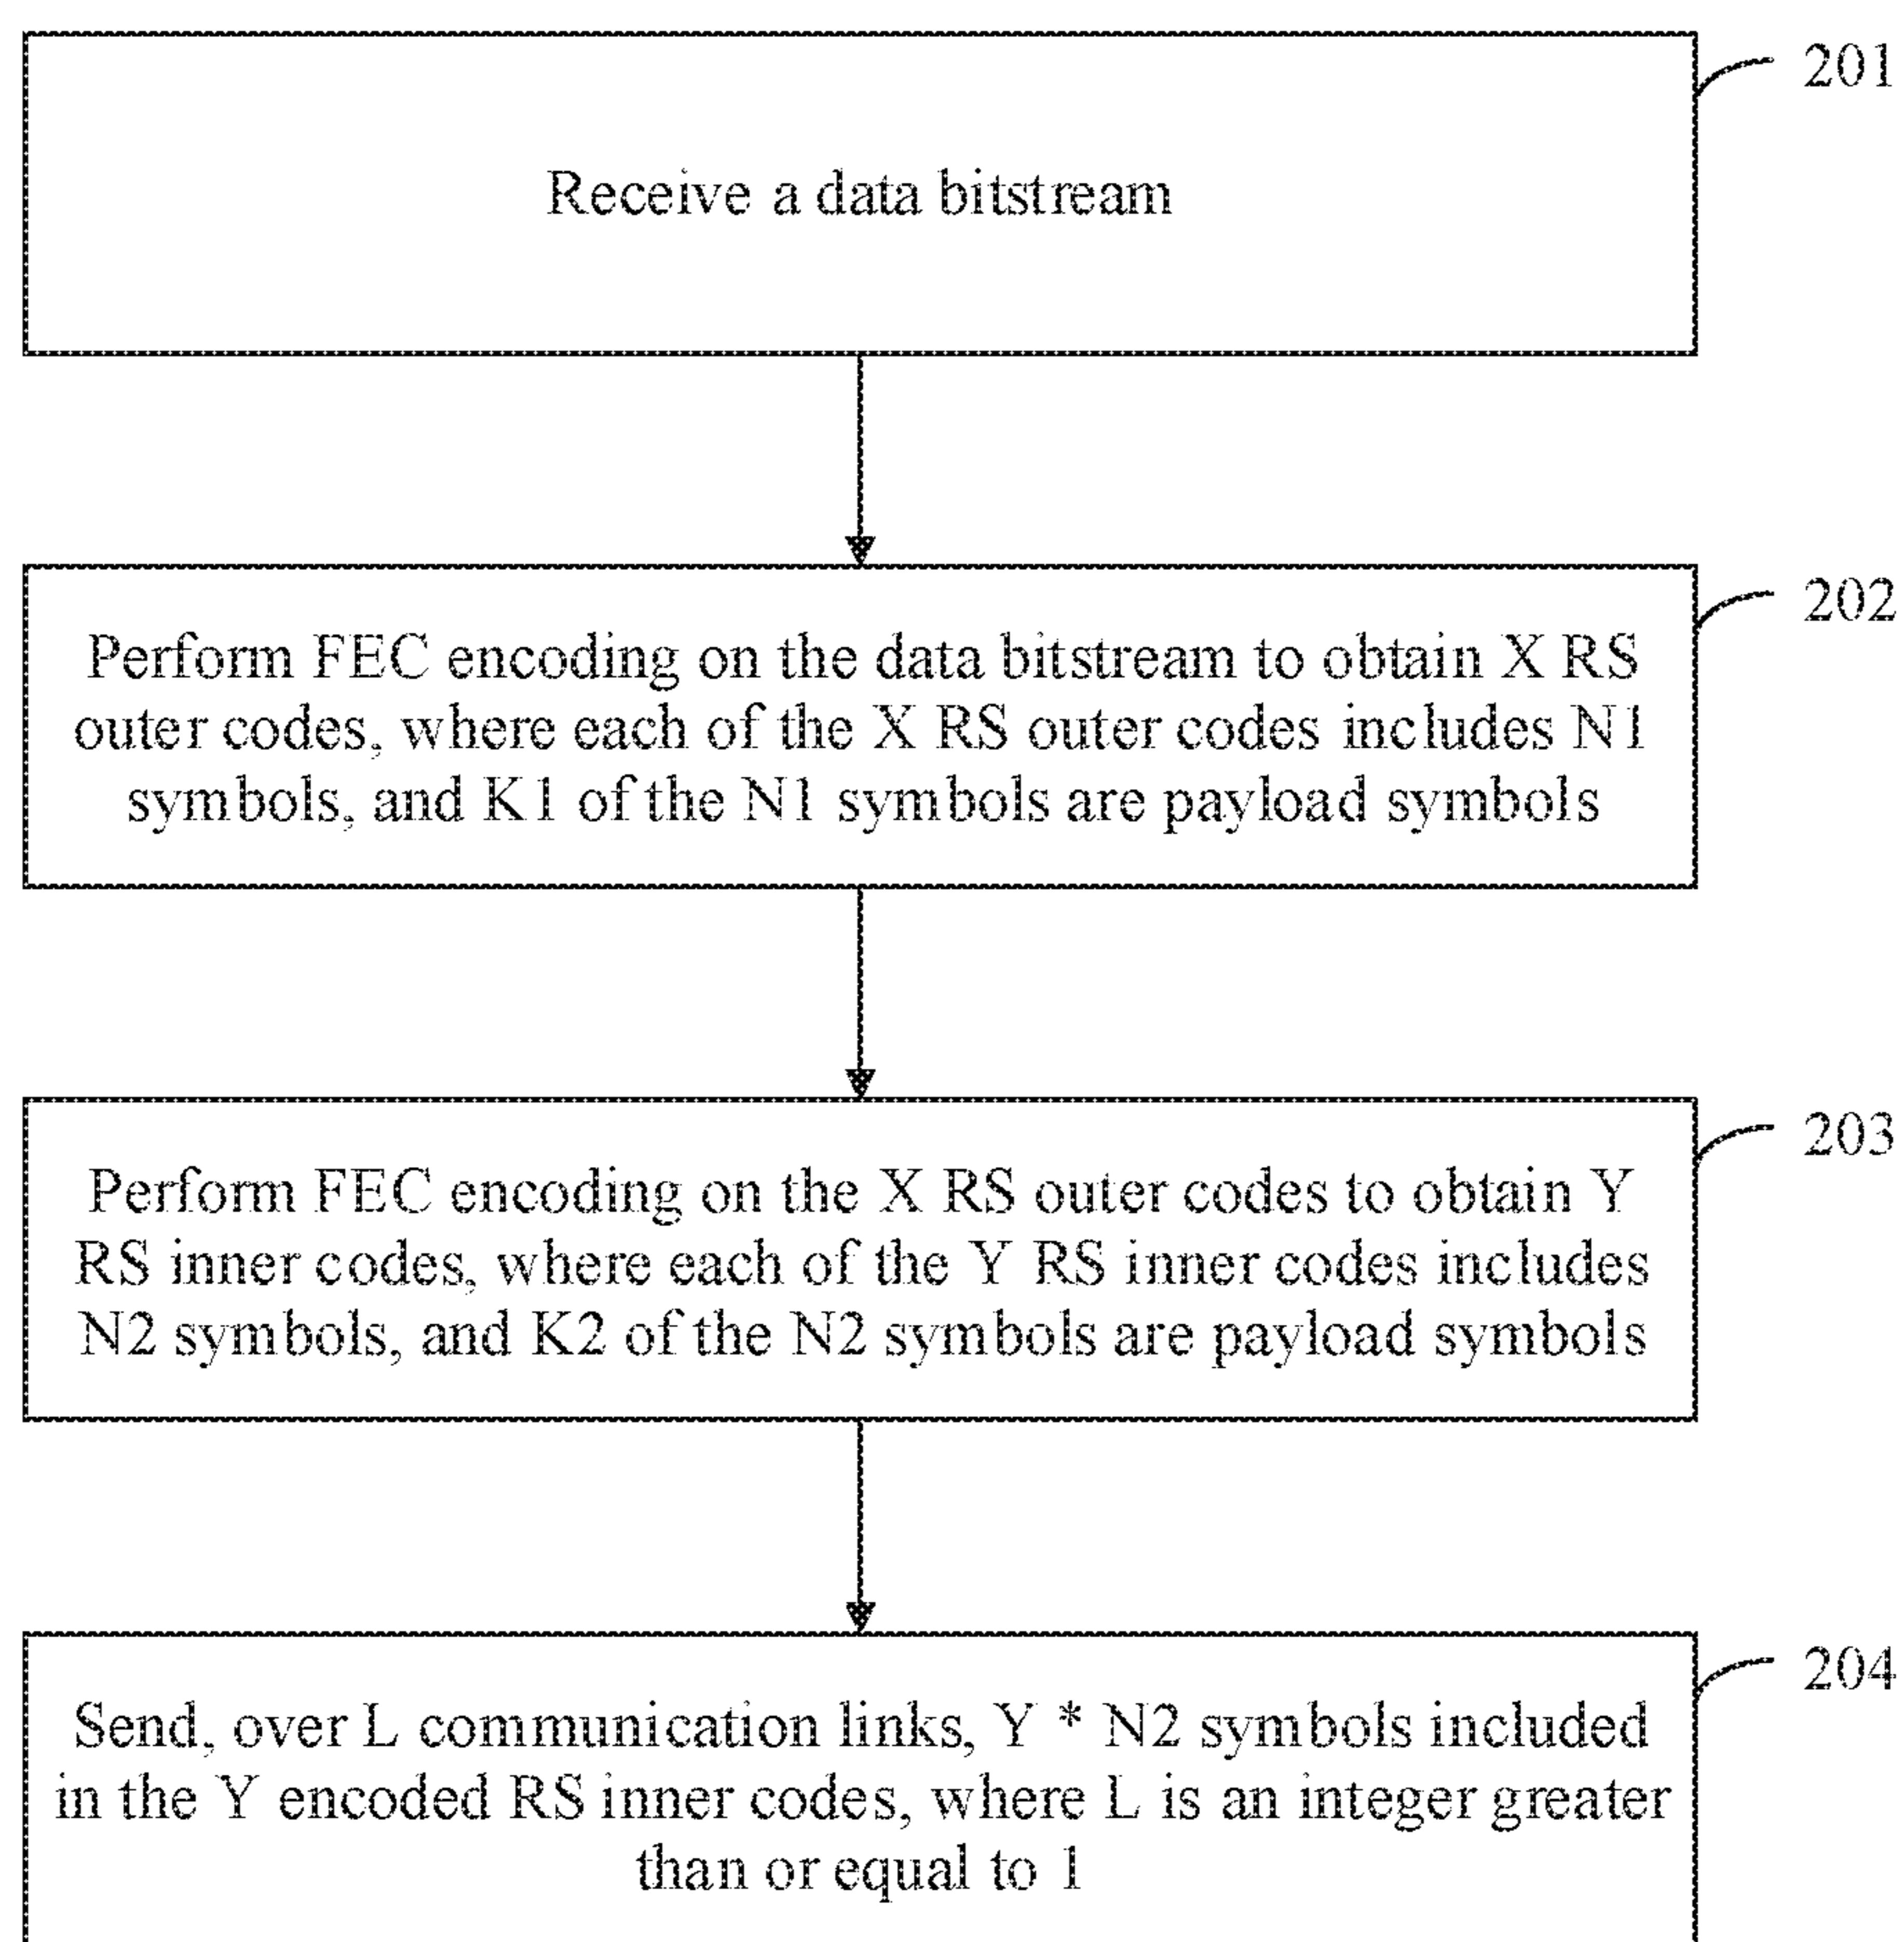 201
Receive a data bitstream
202
Perform FEC encoding on the data bitstream to obtain X RS
outer codes, where each of the X RS outer codes includes N1
symbols, and K1 of the N1 symbols are payload symbols
203
Perform FEC encoding on the X RS outer codes to obtain Y
RS inner codes, where each of the Y RS inner codes includes
N2 symbols, and K2 of the N2 symbols are payload symbols
204
Send, over L communication links, Y * N2 symbols included
in the Y encoded RS inner codes, where L is an integer greater
than or equal to 1